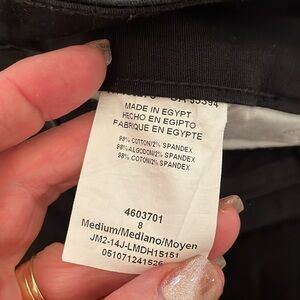 MADE IN EGYPT
HECHO EN EGIPTO
FABRIQUE EN EGYPTE
98% COTTON/2% SPANDEX
98%ALGODON/2% SPANDEX
98% COTON/2% SPANDEX
4603701
8
Medium/Mediano/Moyen
JM2-14J-LMDH15151
051071241526